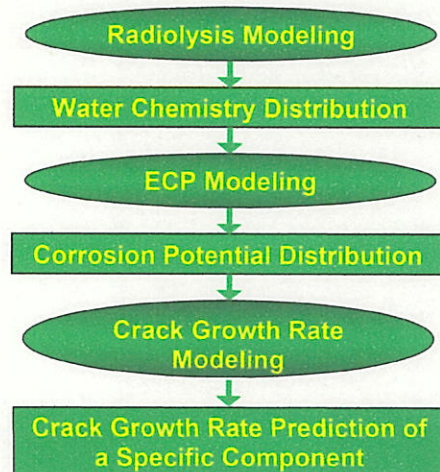 Radiolysis Modeling
Water Chemistry Distribution
ECP Modeling
Corrosion Potential Distribution
Crack Growth Rate
Modeling
Crack Growth Rate Prediction of
a Specific Component